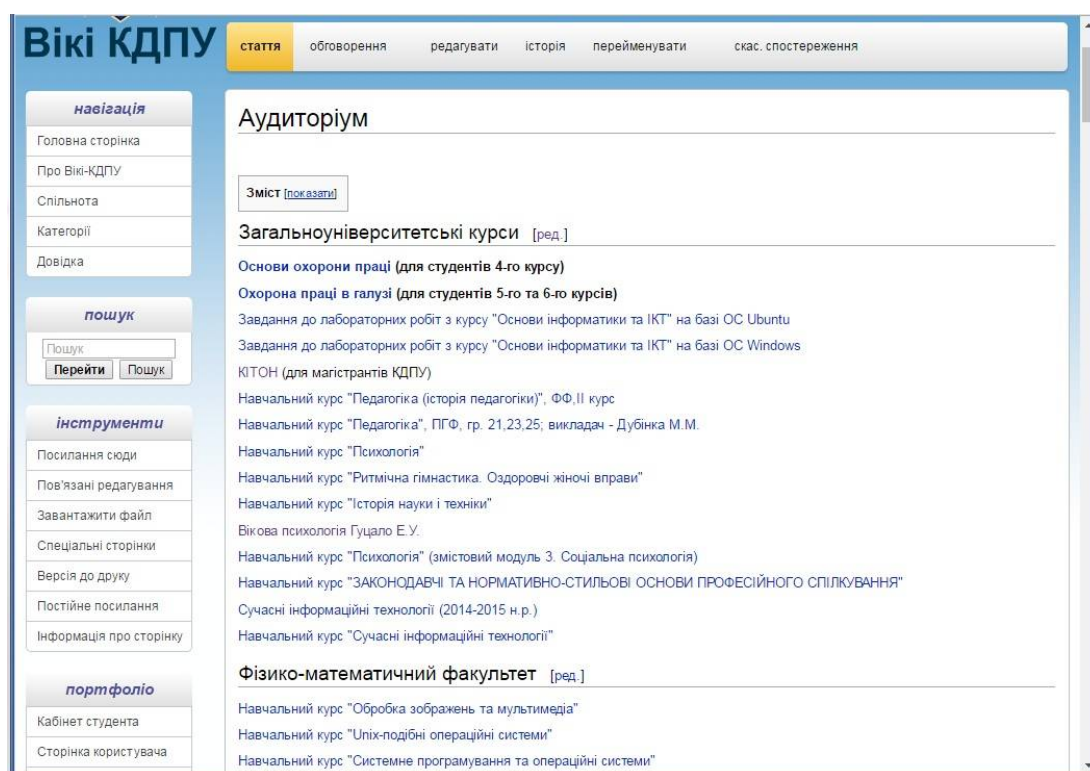 Вікі КДПУ
стаття обговорення редагувати історія перейменувати скас. спостереження
навігація
Головна сторінка
Про Вікі-КДПУ
Спільнота
Категорії
Довідка
пошук
Пошук
Перейти Пошук
інструменти
Посилання сюди
Пов'язані редагування
Завантажити файл
Спеціальні сторінки
Версія до друку
Постійне посилання
Інформація про сторінку
портфоліо
Кабінет студента
Сторінка користувача
Аудиторіум
Зміст [показати]
Загальноуніверситетські курси [ред.]
Основи охорони праці (для студентів 4-го курсу)
Охорона праці в галузі (для студентів 5-го та 6-го курсів)
Завдання до лабораторних робіт з курсу "Основи інформатики та ІКТ" на базі ОС Ubuntu
Завдання до лабораторних робіт з курсу "Основи інформатики та ІКТ" на базі ОС Windows
КІТОН (для магістрантів КДПУ)
Навчальний курс "Педагогіка (історія педагогіки)", ФФ,ІІ курс
Навчальний курс "Педагогіка", ПГФ, гр. 21,23,25; викладач - Дубінка М.М.
Навчальний курс "Психологія"
Навчальний курс "Ритмічна гімнастика. Оздоровчі жіночі вправи"
Навчальний курс "Історія науки і техніки"
Вікова психологія Гуцало Е.У.
Навчальний курс "Психологія" (змістовий модуль 3. Соціальна психологія)
Навчальний курс "ЗАКОНОДАВЧІ ТА НОРМАТИВНО-СТИЛЬОВІ ОСНОВИ ПРОФЕСІЙНОГО СПІЛКУВАННЯ"
Сучасні інформаційні технології (2014-2015 н.р.)
Навчальний курс "Сучасні інформаційні технології"
Фізико-математичний факультет [ред.]
Навчальний курс "Обробка зображень та мультимедіа"
Навчальний курс "Unix-подібні операційні системи"
Навчальний курс "Системне програмування та операційні системи"